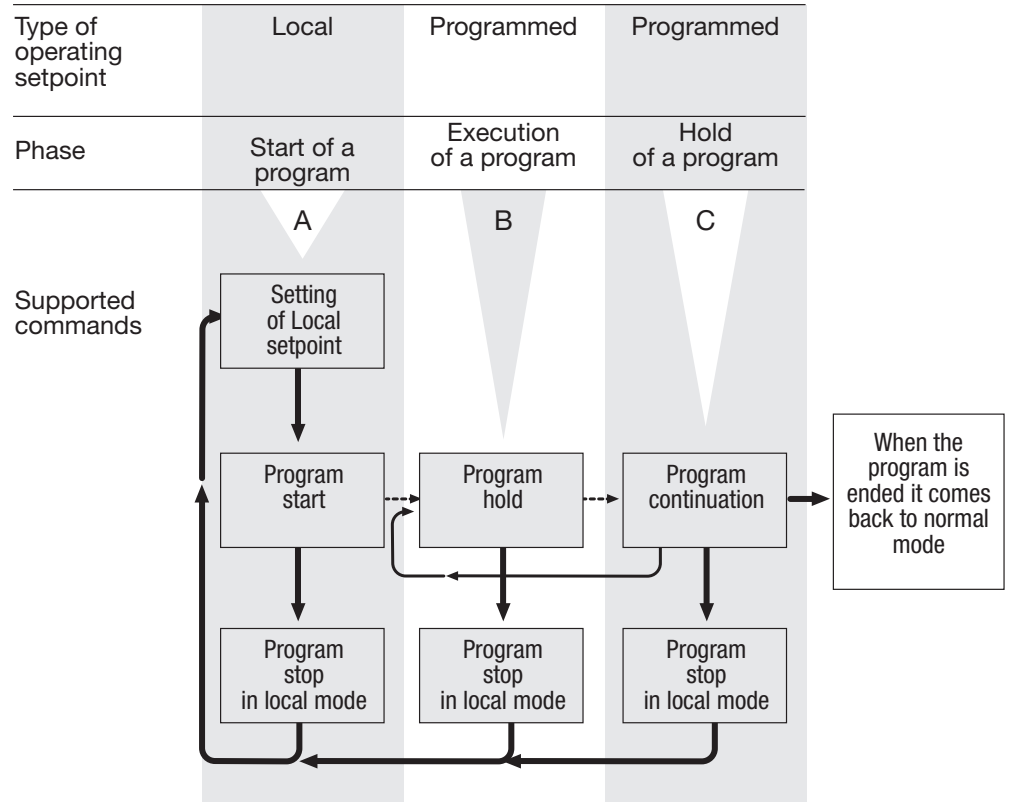 Type of
operating
setpoint
Local
Programmed
Programmed
Phase
Start of a
program
Execution
of a program
Hold
of a program
A
B
C
Supported
commands
Setting
of Local
setpoint
Program
start
Program
hold
Program
continuation
When the
program is
ended it comes
back to normal
mode
Program
stop
in local mode
Program
stop
in local mode
Program
stop
in local mode